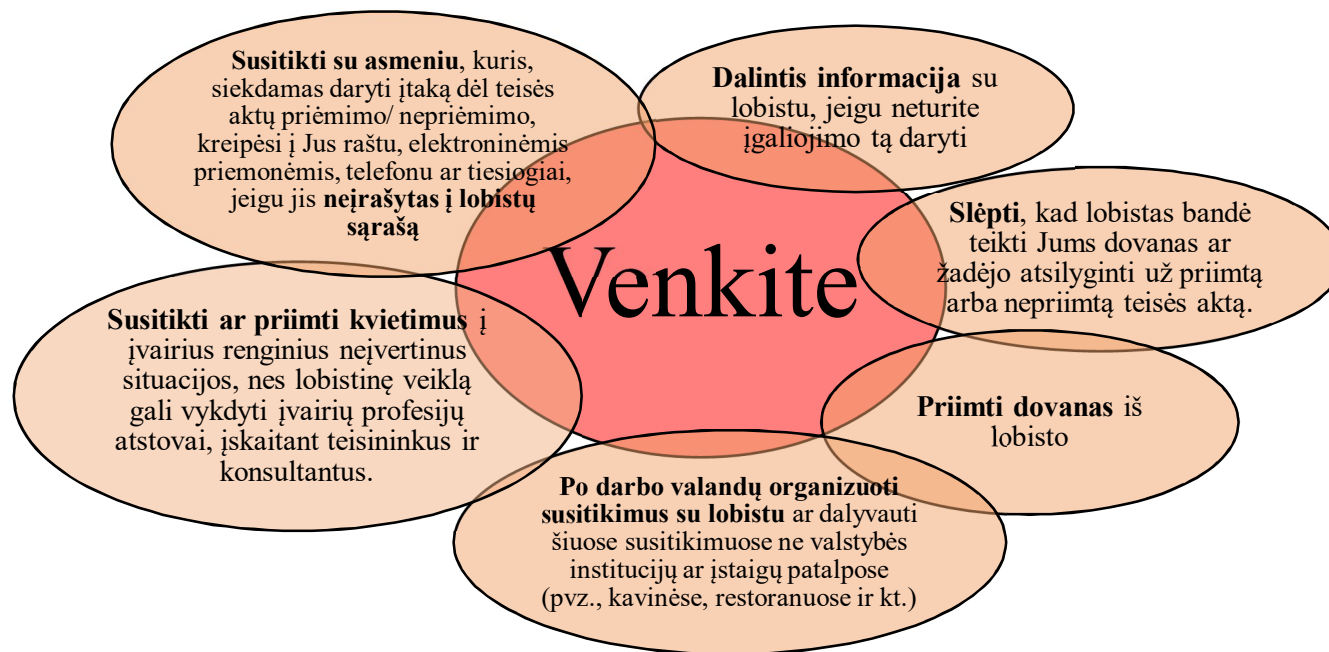 Susitikti su asmeniu, kuris,
siekdamas daryti įtaką dėl teisės
aktų priėmimo/ nepriėmimo,
kreipėsi į Jus raštu, elektroninėmis
priemonėmis, telefonu ar tiesiogiai,
jeigu jis neįrašytas į lobistų
sąrašą
Dalintis informacija su
lobistu, jeigu neturite
įgaliojimo tą daryti
Slėpti, kad lobistas bandė
teikti Jums dovanas ar
žadėjo atsilyginti už priimtą
arba nepriimtą teisės aktą.
Venkite
Susitikti ar priimti kvietimus į
įvairius renginius neįvertinus
situacijos, nes lobistinę veiklą
gali vykdyti įvairių profesijų
atstovai, įskaitant teisininkus ir
konsultantus.
Priimti dovanas iš
lobisto
Po darbo valandų organizuoti
susitikimus su lobistu ar dalyvauti
šiuose susitikimuose ne valstybės
institucijų ar įstaigų patalpose
(pvz., kavinėse, restoranuose ir kt.)